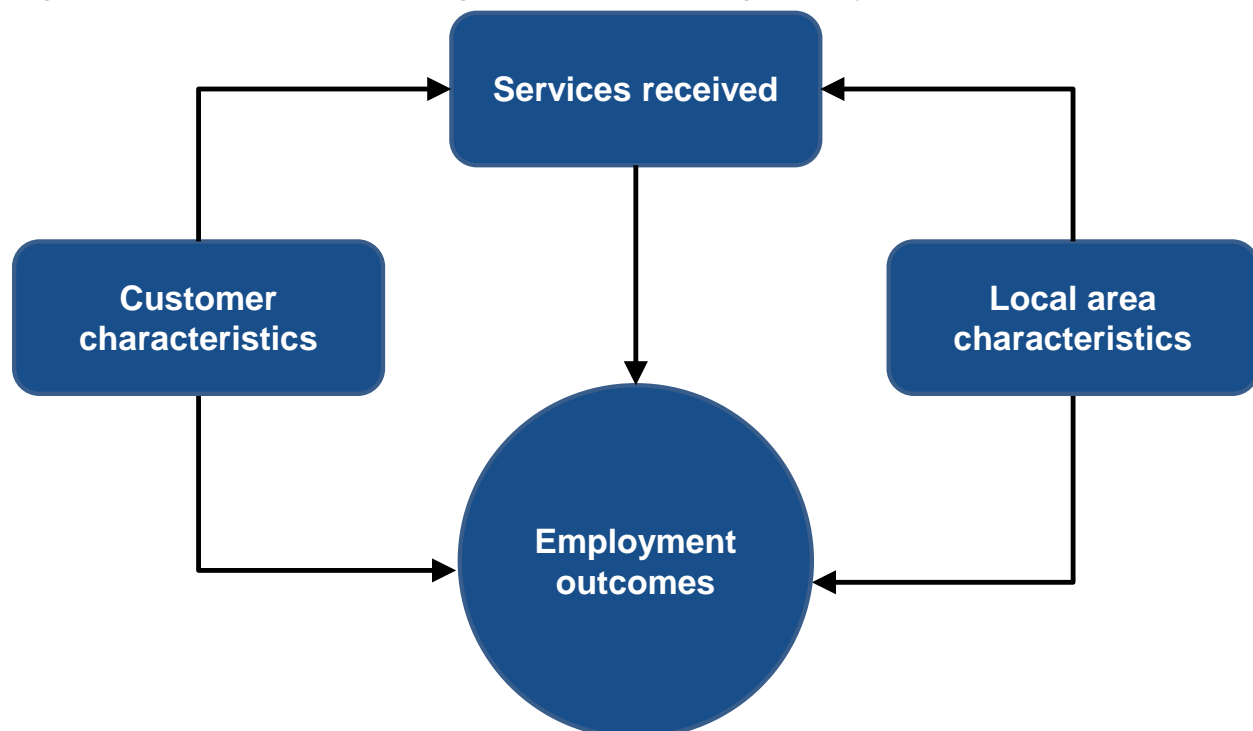 Services received
Customer
characteristics
Local area
characteristics
Employment
outcomes